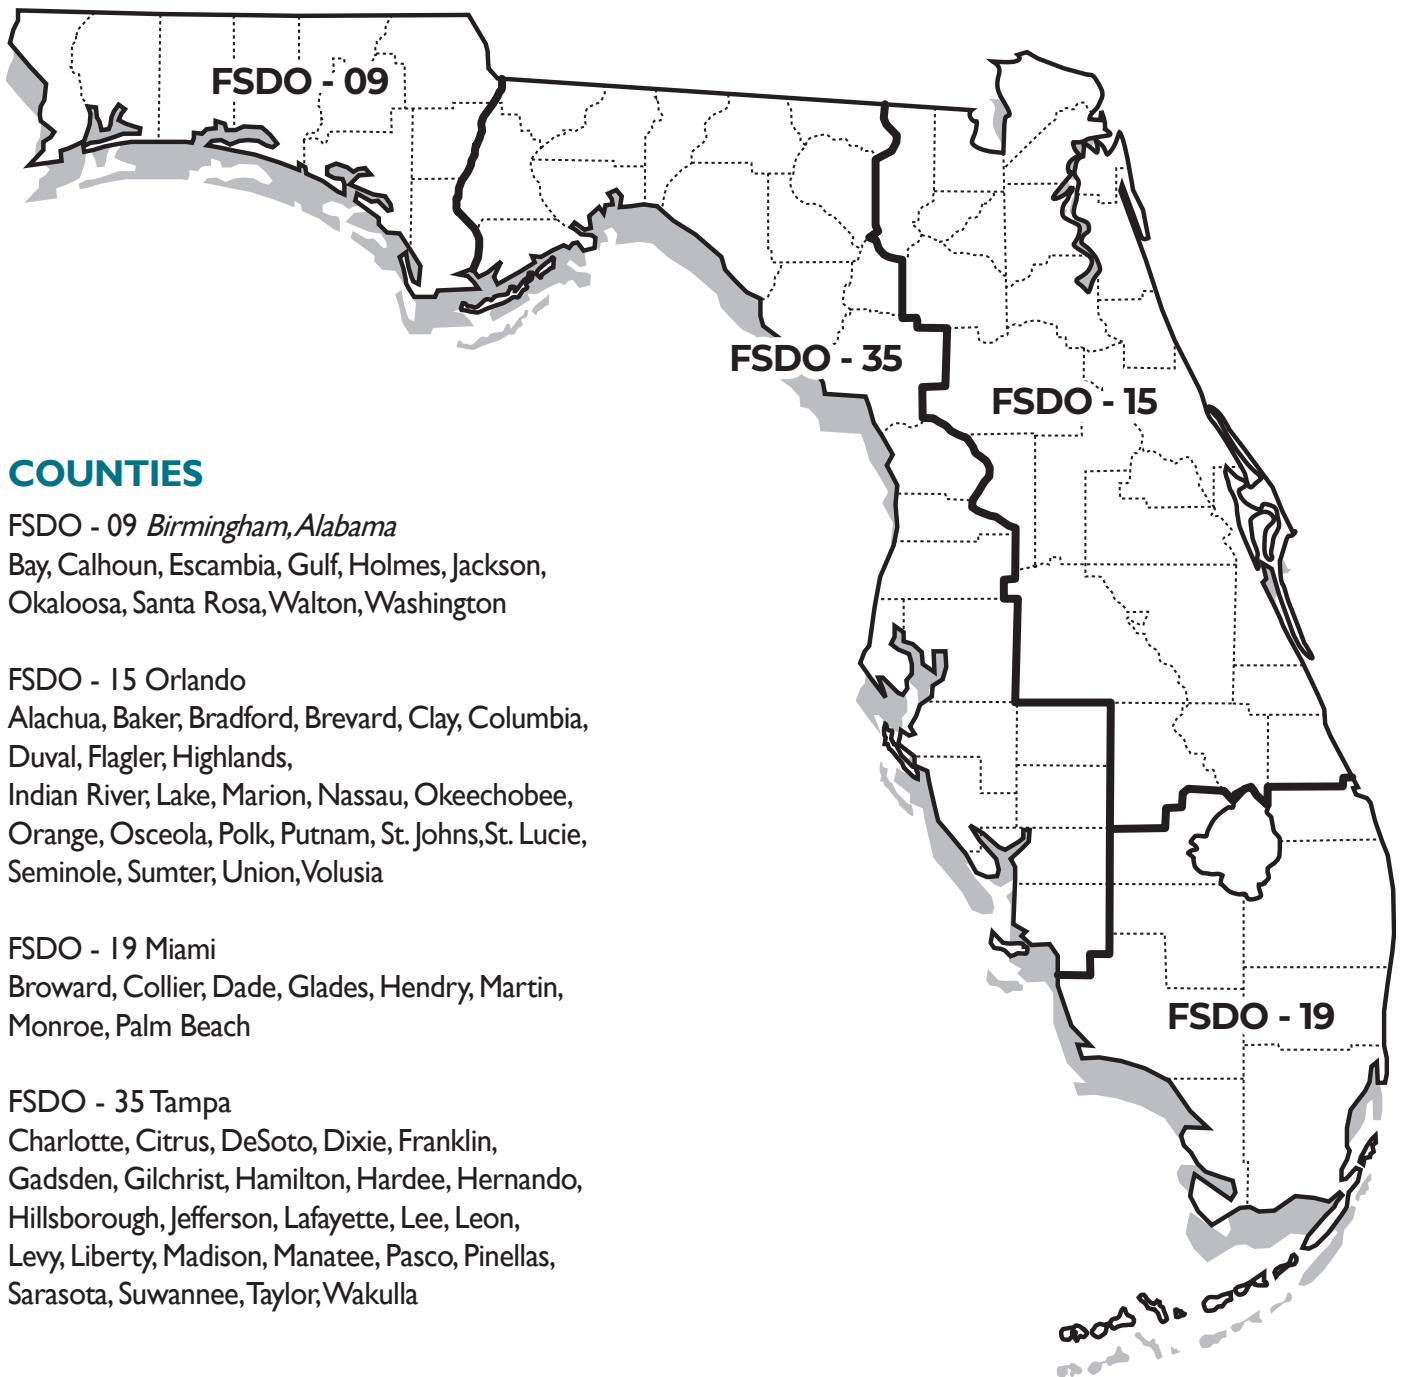 FSDO - 09
FSDO - 35
FSDO - 15
COUNTIES
FSDO - 09 Birmingham, Alabama
Bay, Calhoun, Escambia, Gulf, Holmes, Jackson,
Okaloosa, Santa Rosa, Walton, Washington
FSDO - 15 Orlando
Alachua, Baker, Bradford, Brevard, Clay, Columbia,
Duval, Flagler, Highlands,
Indian River, Lake, Marion, Nassau, Okeechobee,
Orange, Osceola, Polk, Putnam, St. Johns,St. Lucie,
Seminole, Sumter, Union, Volusia
FSDO - 19 Miami
Broward, Collier, Dade, Glades, Hendry, Martin,
Monroe, Palm Beach
FSDO - 19
FSDO - 35 Tampa
Charlotte, Citrus, DeSoto, Dixie, Franklin,
Gadsden, Gilchrist, Hamilton, Hardee, Hernando,
Hillsborough, Jefferson, Lafayette, Lee, Leon,
Levy, Liberty, Madison, Manatee, Pasco, Pinellas,
Sarasota, Suwannee, Taylor, Wakulla